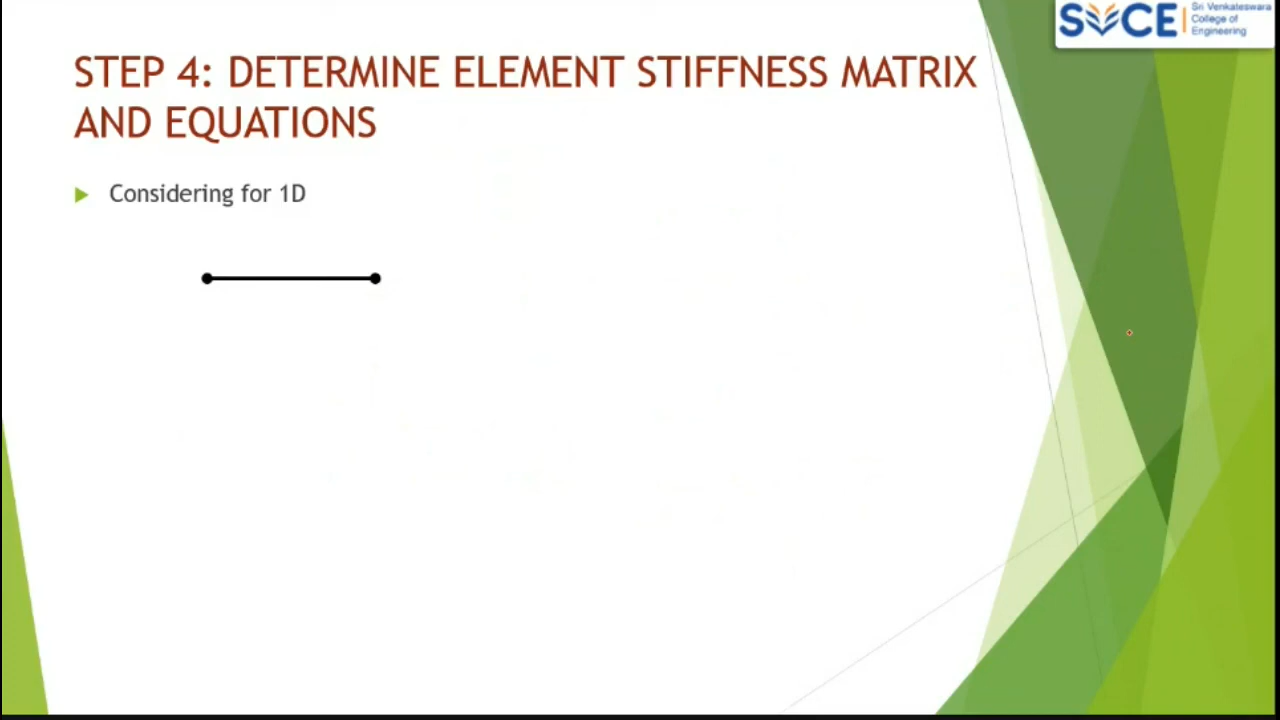 SVCE
Sri Venkateswara
College of
Engineering
STEP 4: DETERMINE ELEMENT STIFFNESS MATRIX
AND EQUATIONS
Considering for 1D